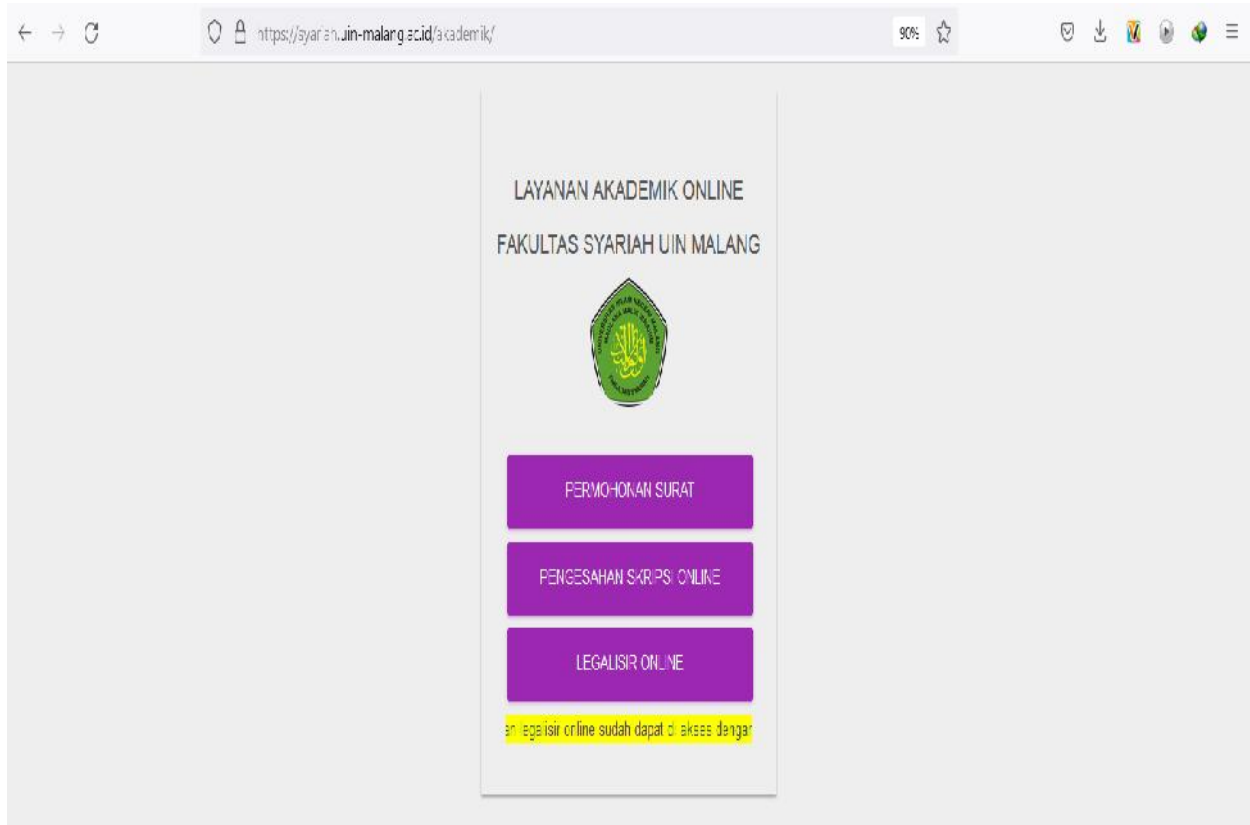 https://syariah.uin-malang.ac.id/akademik/
90%
LAYANAN AKADEMIK ONLINE
FAKULTAS SYARIAH UIN MALANG
PERMOHONAN SURAT
PENGESAHAN SKRIPSI ONLINE
LEGALISIR ONLINE
an legalisir online sudah dapat di akses dengan